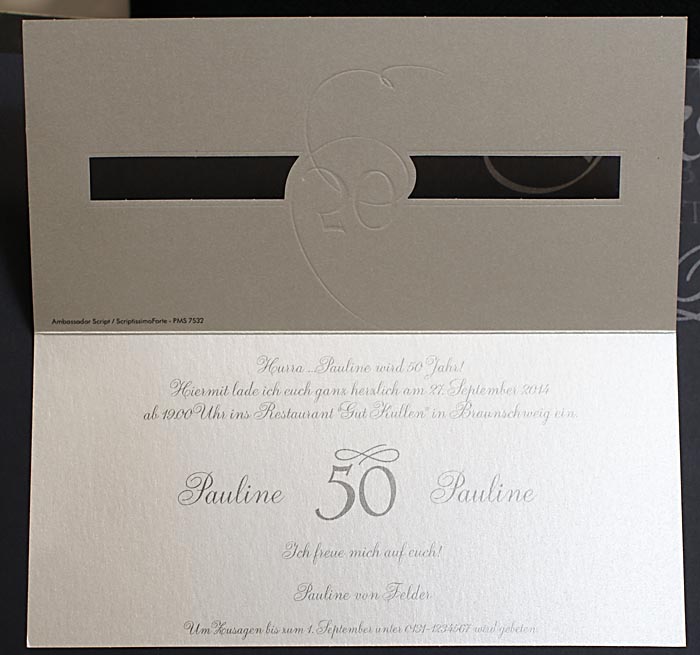 Ambassador Script / ScriptissimoForte - PMS 7532
Hurra ... Pauline wird 50 Jahr!
Hiermit lade ich euch ganz herzlich am 27. September 2014
ab 19.00 Uhr ins Restaurant "Gut Kullen" in Braunschweig ein.
Pauline 50 Pauline
Ich freue mich auf euch!
Pauline von Felder
Um Zusagen bis zum 1. September unter 0131-1234567 wird gebeten.